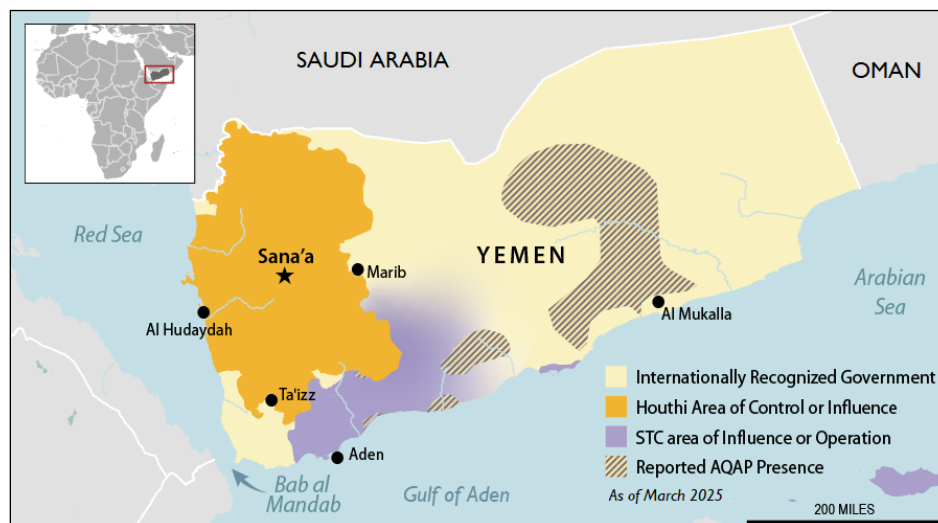 SAUDI ARABIA
OMAN
Red Sea
Sana'a
Marib
YEMEN
Arabian
Sea
Al Hudaydah
Al Mukalla
Ta'izz
Aden
Bab al
Mandab
Gulf of Aden
Internationally Recognized Government
Houthi Area of Control or Influence
STC area of Influence or Operation
Reported AQAP Presence
As of March 2025
200 MILES